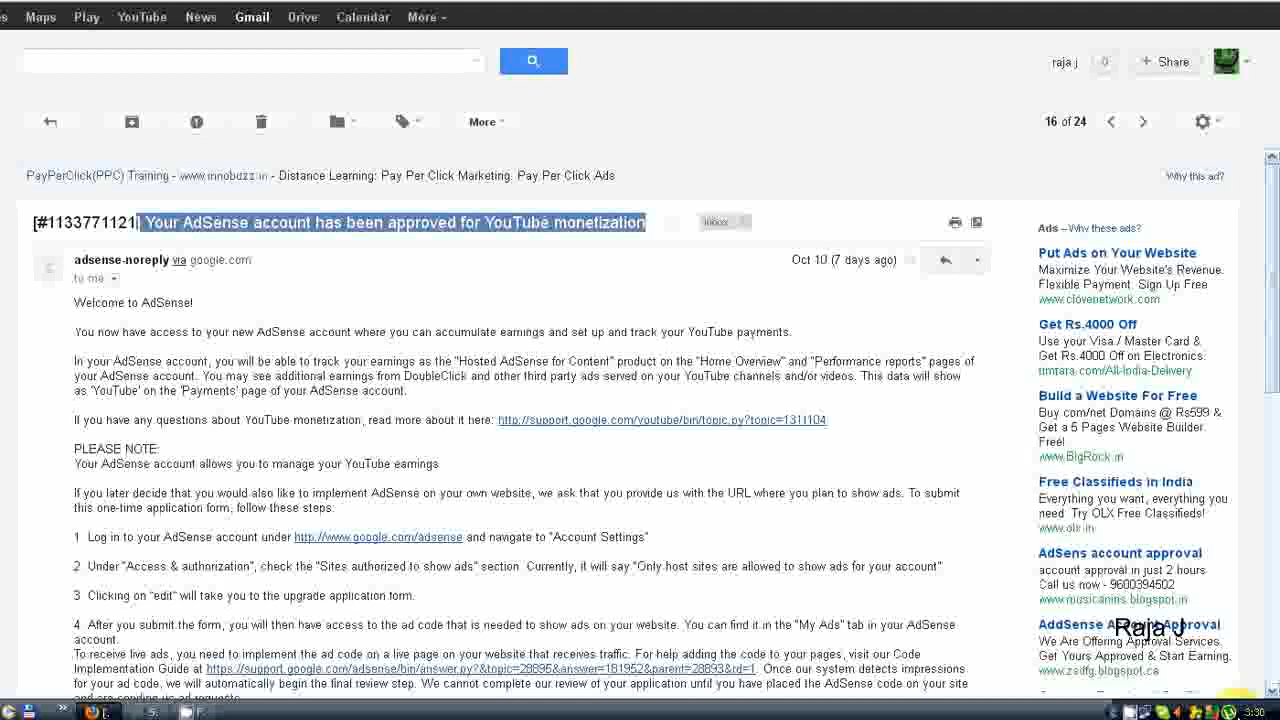 Maps Play YouTube News Gmail Drive Calendar More
raja j 0 + Share
More 16 of 24
PayPerClick(PPC) Training - www.innobuzz.in - Distance Learning: Pay Per Click Marketing. Pay Per Click Ads Why this ad?
[#1133771121] Your AdSense account has been approved for YouTube monetization Inbox
adsense-noreply via google.com Oct 10 (7 days ago)
to me
Welcome to AdSense!
You now have access to your new AdSense account where you can accumulate earnings and set up and track your YouTube payments.
In your AdSense account, you will be able to track your earnings as the "Hosted AdSense for Content" product on the "Home Overview" and "Performance reports" pages of
your AdSense account. You may see additional earnings from DoubleClick and other third party ads served on your YouTube channels and/or videos. This data will show
as 'YouTube' on the 'Payments' page of your AdSense account.
If you have any questions about YouTube monetization, read more about it here: http://support.google.com/youtube/bin/topic.py?topic=1311104
PLEASE NOTE:
Your AdSense account allows you to manage your YouTube earnings
If you later decide that you would also like to implement AdSense on your own website, we ask that you provide us with the URL where you plan to show ads. To submit
this one-time application form, follow these steps:
1 Log in to your AdSense account under http://www.google.com/adsense and navigate to "Account Settings"
2 Under "Access & authorization", check the "Sites authorized to show ads" section. Currently, it will say "Only host sites are allowed to show ads for your account"
3 Clicking on "edit" will take you to the upgrade application form.
4 After you submit the form, you will then have access to the ad code that is needed to show ads on your website. You can find it in the "My Ads" tab in your AdSense
account.
To receive live ads, you need to implement the ad code on a live page on your website that receives traffic. For help adding the code to your pages, visit our Code
Implementation Guide at https://support.google.com/adsense/bin/answer.py?&topic=28895&answer=181952&parent=28893&rd=1. Once our system detects impressions
for your ad code, we will automatically begin the final review step. We cannot complete our review of your application until you have placed the AdSense code on your site
and are sending us ad requests
Ads – Why these ads?
Put Ads on Your Website
Maximize Your Website's Revenue.
Flexible Payment. Sign Up Free
www.clovenetwork.com
Get Rs.4000 Off
Use your Visa / Master Card &
Get Rs.4000 Off on Electronics.
timtara.com/All-India-Delivery
Build a Website For Free
Buy com/net Domains @ Rs599 &
Get a 5 Pages Website Builder
Free!
www.BigRock.in
Free Classifieds in India
Everything you want, everything you
need Try OLX Free Classifieds!
www.olx.in
AdSens account approval
account approval in just 2 hours
Call us now - 9600394502
www.musicanins.blogspot.in
AddSense Account Approval
Raja J
We Are Offering Approval Services.
Get Yours Approved & Start Earning.
3:30